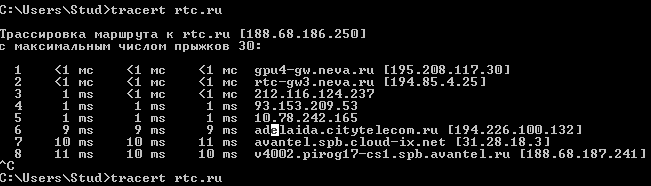 C:\Users\Stud>tracert rtc.ru
Трассировка маршрута к rtc.ru [188.68.186.250]
с максимальным числом прыжков 30:
1 <1 мс <1 мс <1 мс gpu4-gw.neva.ru [195.208.117.30]
2 <1 мс <1 мс <1 мс rtc-gw3.neva.ru [194.85.4.25]
3 <1 мс <1 мс <1 мс 212.116.124.237
4 1 ms 1 ms 1 ms 93.153.209.53
5 1 ms 1 ms 1 ms 10.78.242.165
6 9 ms 9 ms 9 ms adelaida.citytelecom.ru [194.226.100.132]
7 10 ms 10 ms 11 ms avantel.spb.cloud-ix.net [31.28.18.3]
8 11 ms 10 ms 10 ms v4002.pirog17-cs1.spb.avantel.ru [188.68.187.241]
^C
C:\Users\Stud>tracert rtc.ru